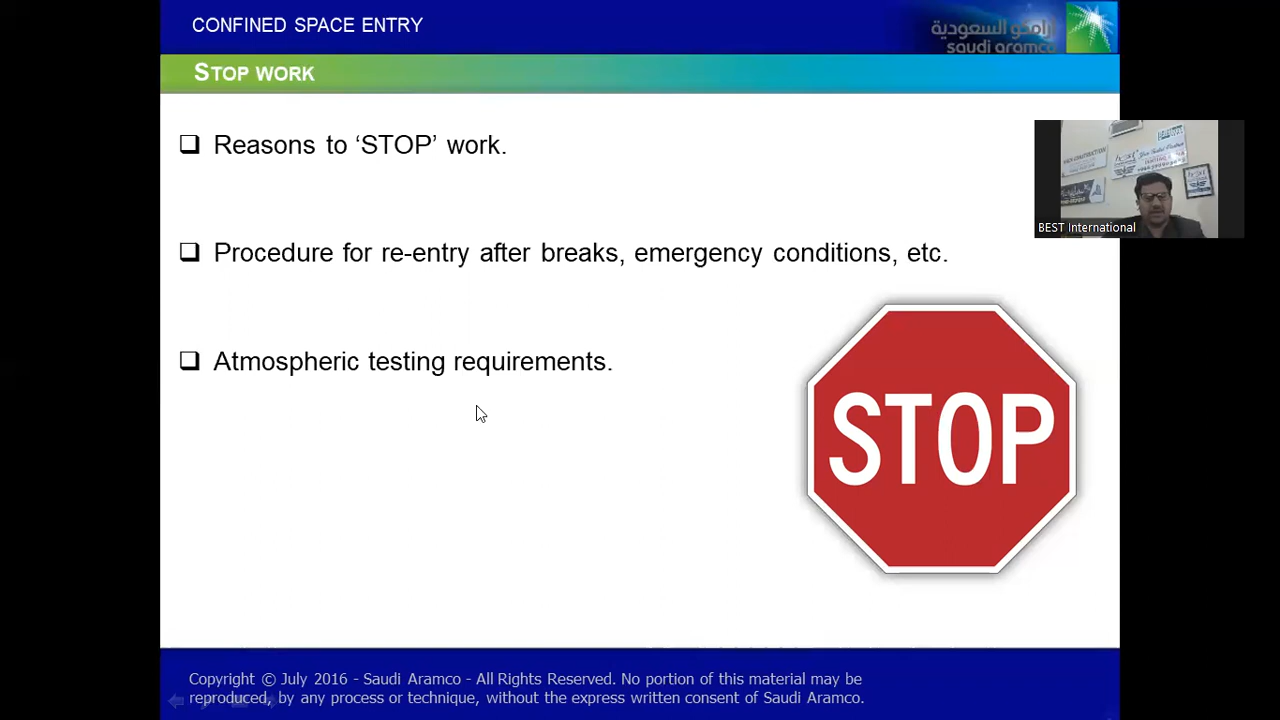 CONFINED SPACE ENTRY
أرامكو السعودية
saudi aramco
STOP WORK
Reasons to ‘STOP’ work.
BEST International
Procedure for re-entry after breaks, emergency conditions, etc.
Atmospheric testing requirements.
STOP
Copyright © July 2016 - Saudi Aramco - All Rights Reserved. No portion of this material may be
reproduced, by any process or technique, without the express written consent of Saudi Aramco.